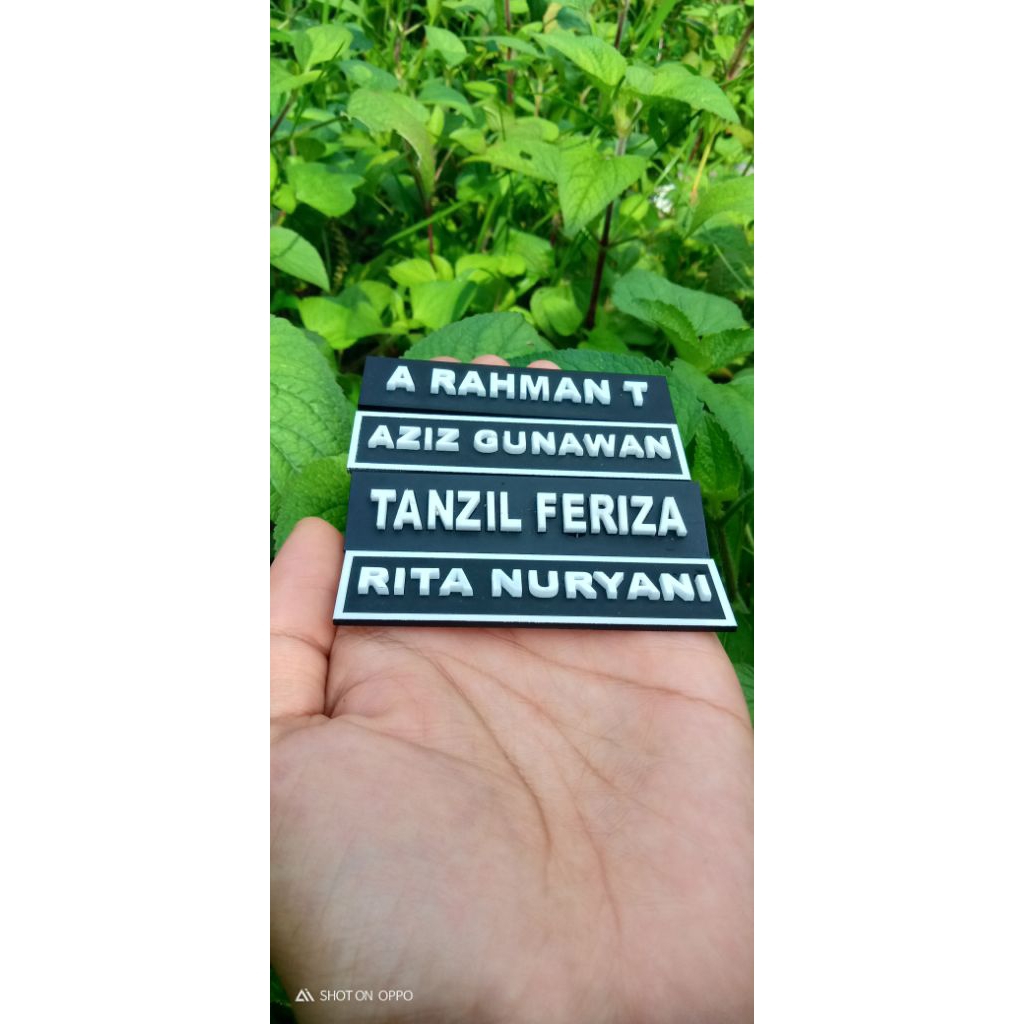 A RAHMAN T
AZIZ GUNAWAN
TANZIL FERIZA
RITA NURYANI
SHOT ON OPPO